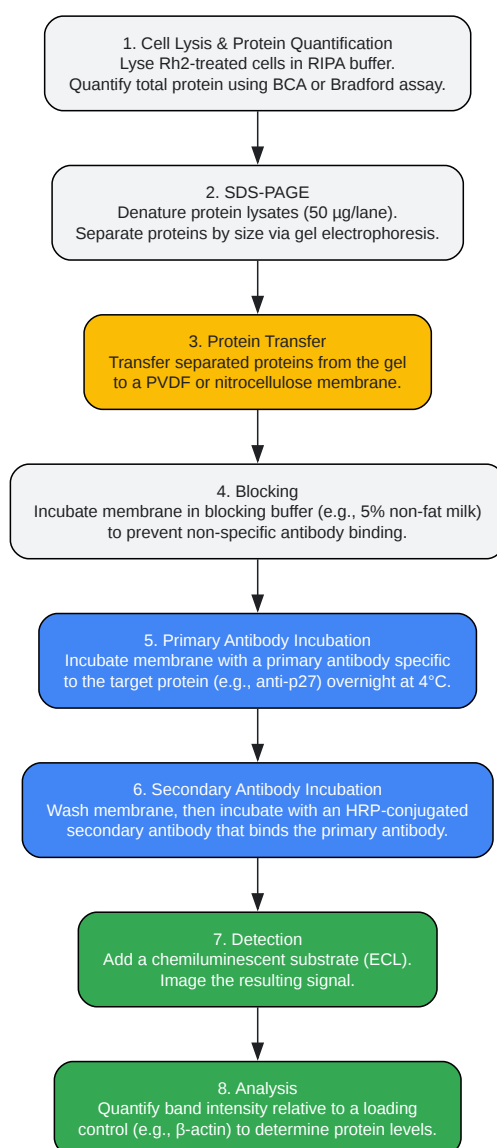 1. Cell Lysis & Protein Quantification
Lyse Rh2-treated cells in RIPA buffer.
Quantify total protein using BCA or Bradford assay.
2. SDS-PAGE
Denature protein lysates (50 µg/lane).
Separate proteins by size via gel electrophoresis.
3. Protein Transfer
Transfer separated proteins from the gel
to a PVDF or nitrocellulose membrane.
4. Blocking
Incubate membrane in blocking buffer (e.g., 5% non-fat milk)
to prevent non-specific antibody binding.
5. Primary Antibody Incubation
Incubate membrane with a primary antibody specific
to the target protein (e.g., anti-p27) overnight at 4°C.
6. Secondary Antibody Incubation
Wash membrane, then incubate with an HRP-conjugated
secondary antibody that binds the primary antibody.
7. Detection
Add a chemiluminescent substrate (ECL).
Image the resulting signal.
8. Analysis
Quantify band intensity relative to a loading
control (e.g., β-actin) to determine protein levels.